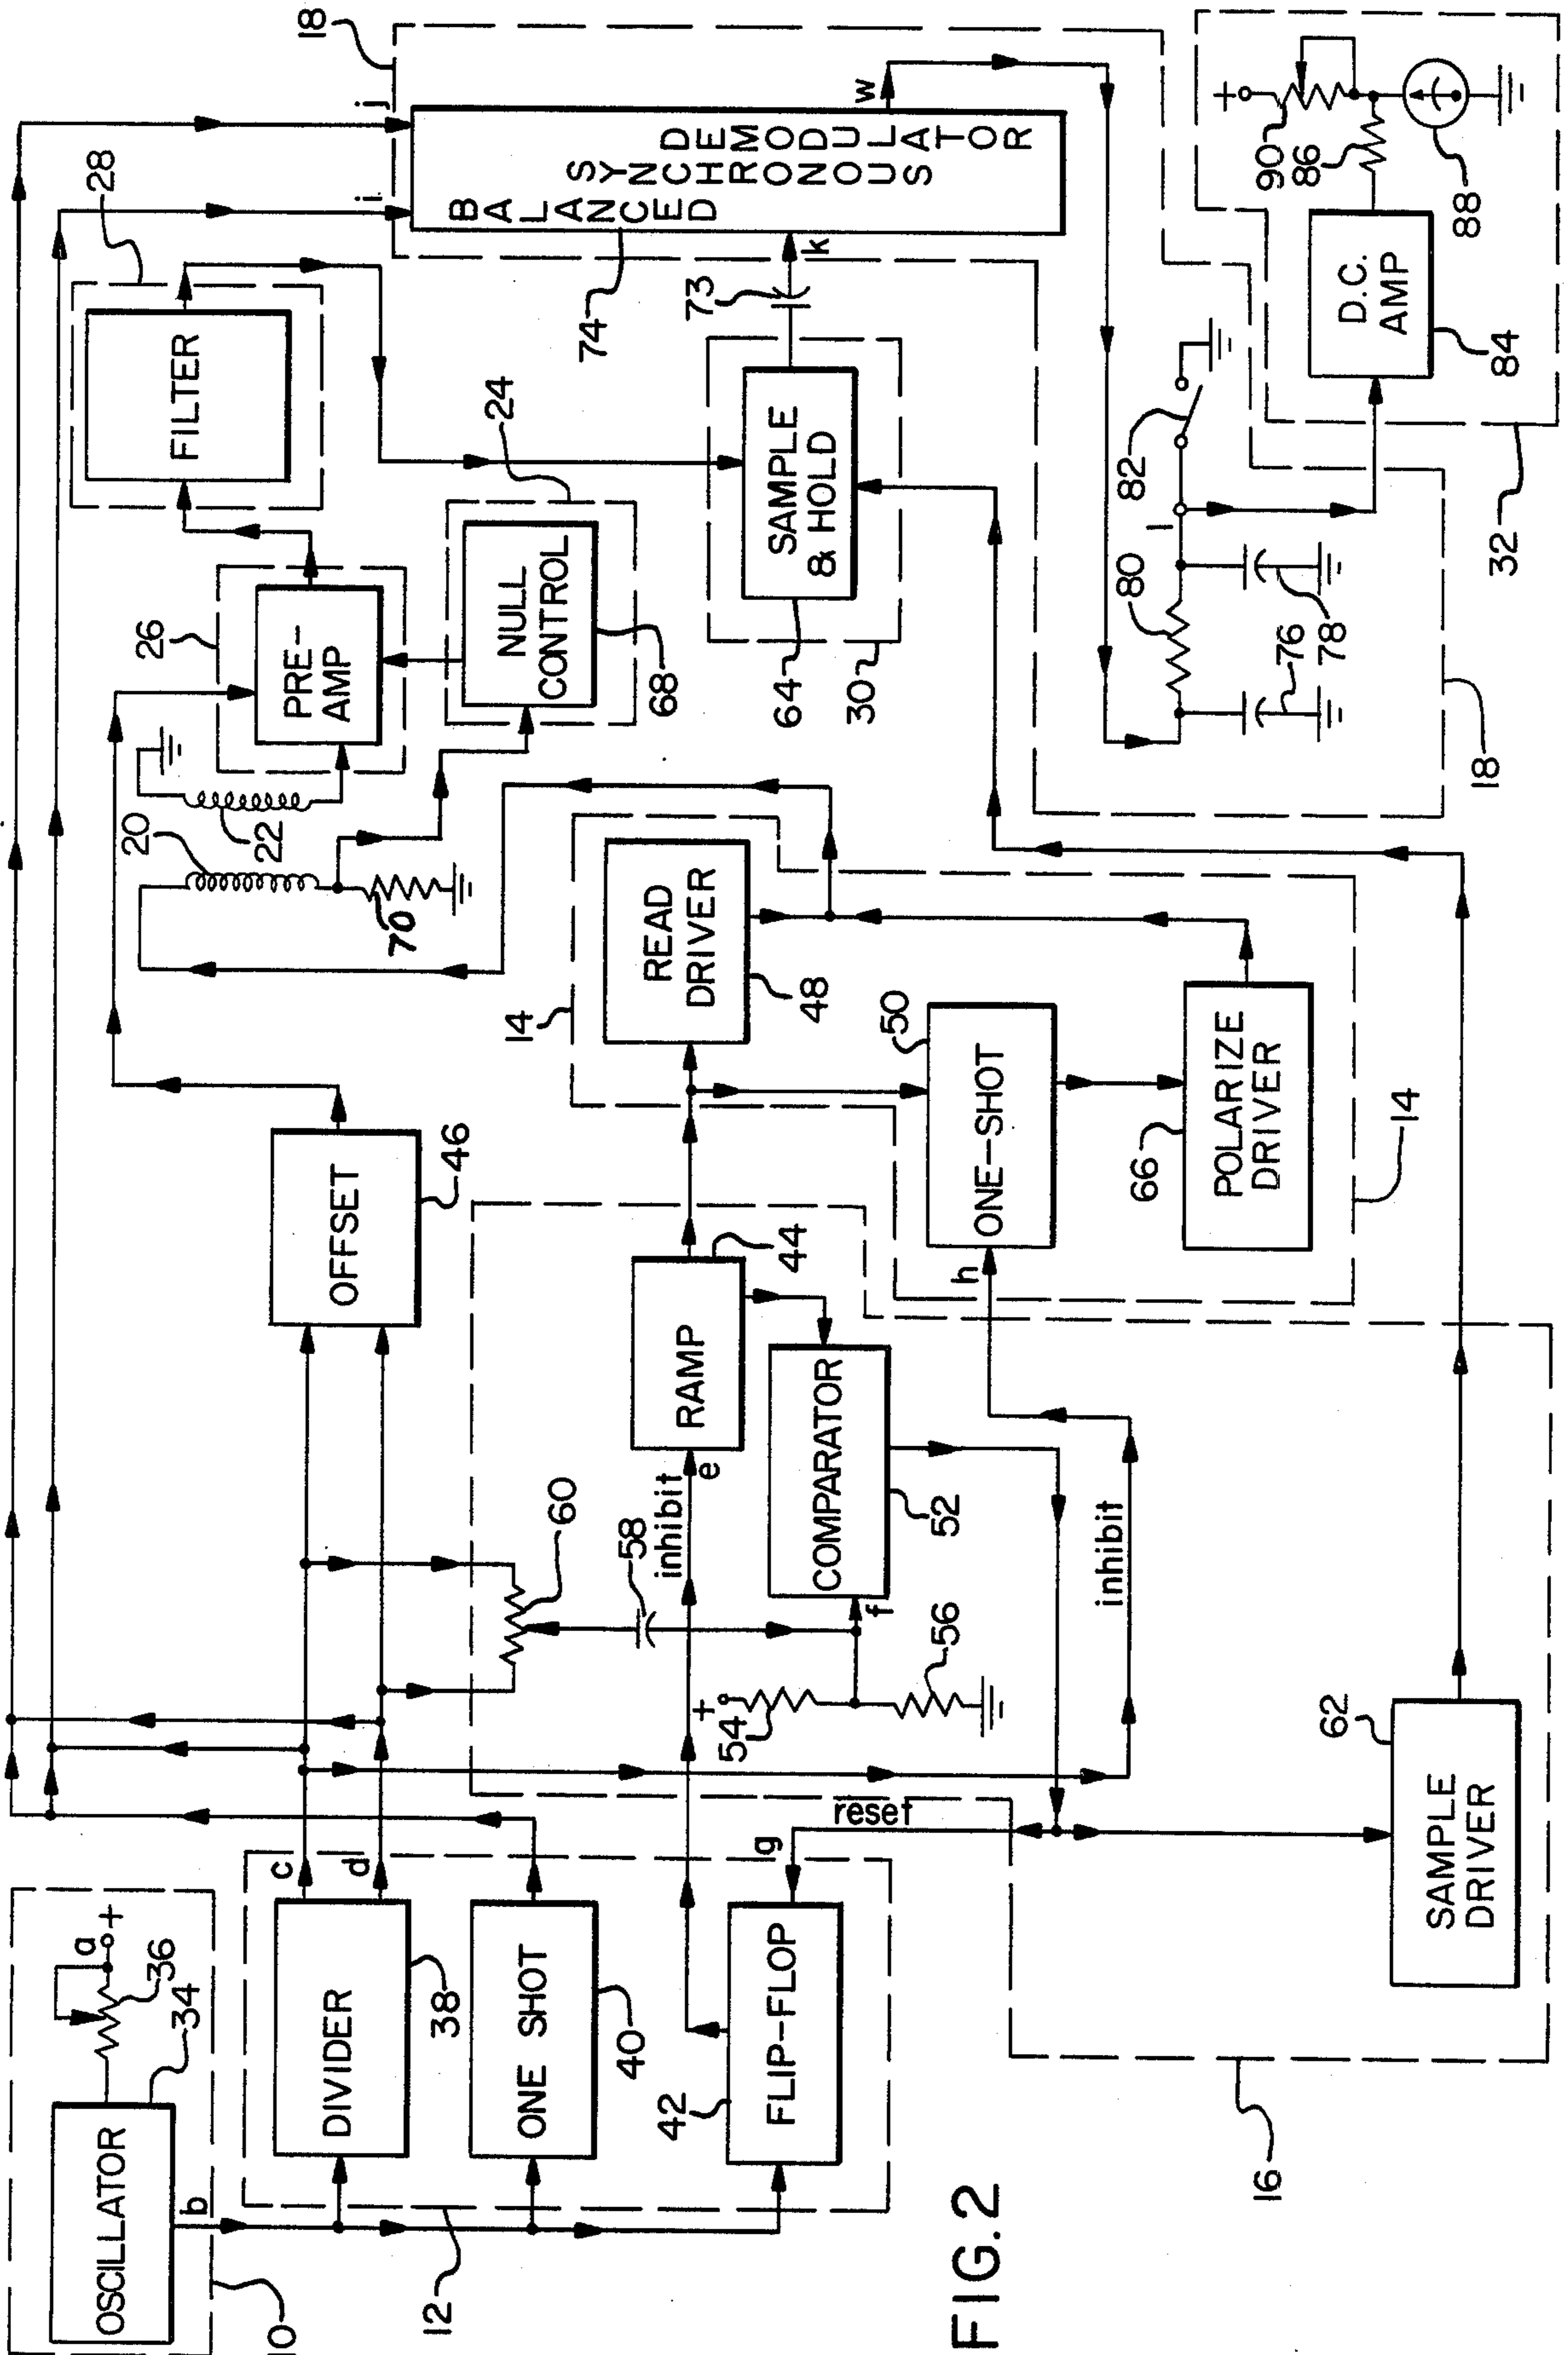 10
OSCILLATOR
34
36
a
+
b
12
DIVIDER
38
c
d
ONE SHOT
40
FLIP-FLOP
42
g
reset
OFFSET
46
60
58
inhibit
e
RAMP
44
COMPARATOR
52
f
+
54
56
inhibit
h
16
SAMPLE
DRIVER
62
14
READ
DRIVER
48
ONE-SHOT
50
POLARIZE
DRIVER
66
14
20
22
70
26
PRE-
AMP
FILTER
28
24
NULL
CONTROL
68
SAMPLE
& HOLD
64
30
73
k
i
j
18
BALANCED
SYNCHRONOUS
DEMODULATOR
74
w
80
76
78
l
82
18
D.C.
AMP
84
86
90
+
88
32
FIG.2